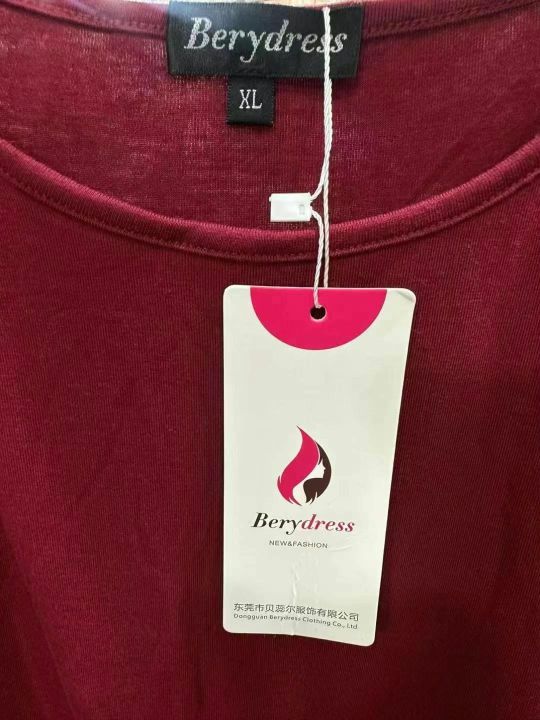 Berydress
XL
Berydress
NEW&FASHION
东莞市贝蕊尔服饰有限公司
Dongguan Berydress Clothing Co., Ltd.